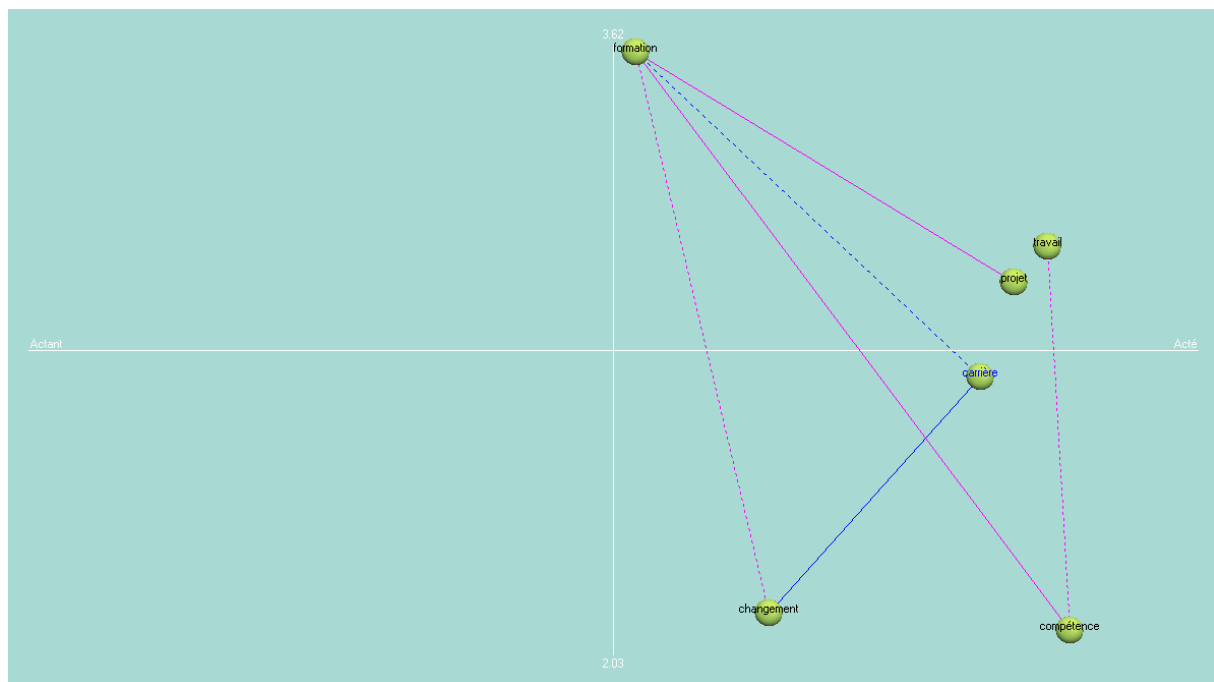 3.62
formation
travail
projet
Actant
Acté
carrière
changement
compétence
2.03